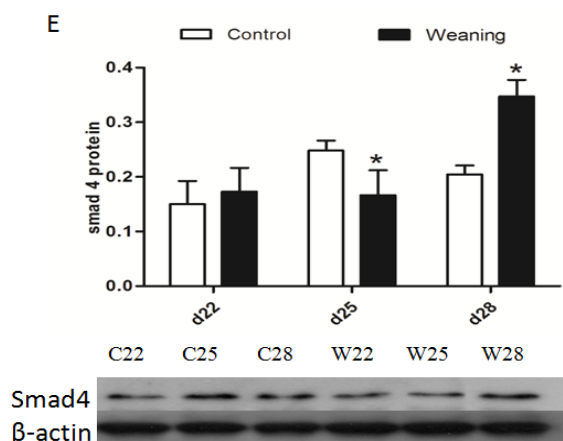 E
Control Weaning
0.4
0.3
0.2
0.1
0.0
smad 4 protein
*
*
d22 d25 d28
C22 C25 C28 W22 W25 W28
Smad4
β-actin